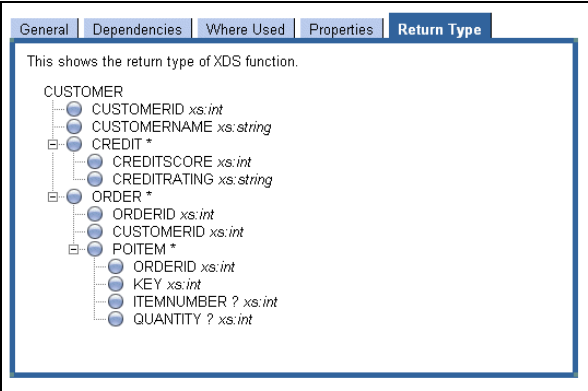 General Dependencies Where Used Properties Return Type
This shows the return type of XDS function.
CUSTOMER
CUSTOMERID xs:int
CUSTOMERNAME xs:string
CREDIT *
CREDITSCORE xs:int
CREDITRATING xs:string
ORDER *
ORDERID xs:int
CUSTOMERID xs:int
POITEM *
ORDERID xs:int
KEY xs:int
ITEMNUMBER ? xs:int
QUANTITY ? xs:int